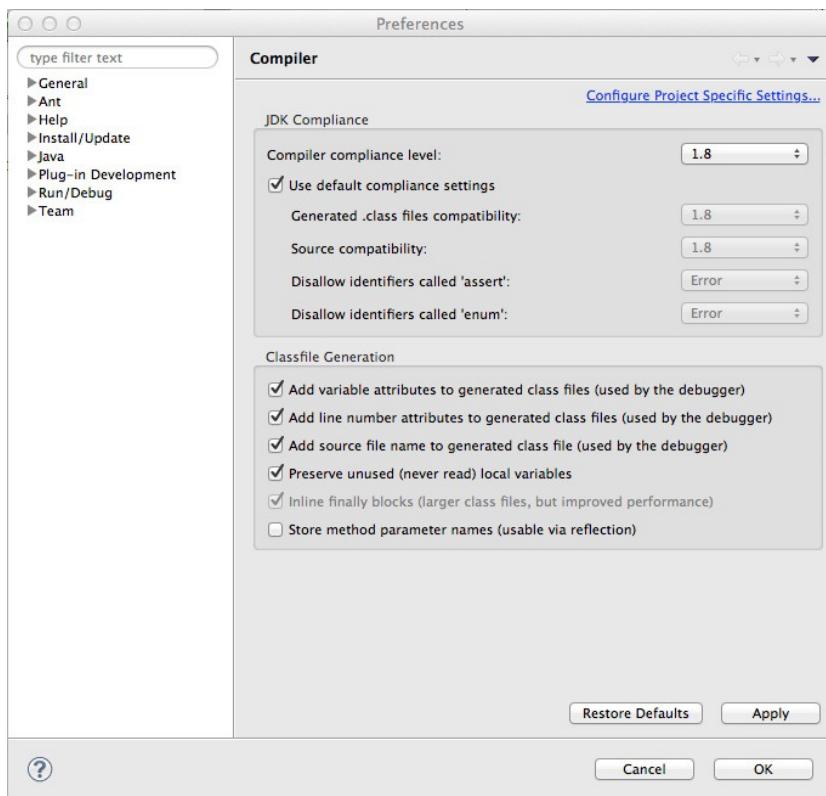 Preferences
type filter text
General
Ant
Help
Install/Update
Java
Plug-in Development
Run/Debug
Team
Compiler
Configure Project Specific Settings...
JDK Compliance
Compiler compliance level: 1.8
Use default compliance settings
Generated .class files compatibility: 1.8
Source compatibility: 1.8
Disallow identifiers called 'assert': Error
Disallow identifiers called 'enum': Error
Classfile Generation
Add variable attributes to generated class files (used by the debugger)
Add line number attributes to generated class files (used by the debugger)
Add source file name to generated class file (used by the debugger)
Preserve unused (never read) local variables
Inline finally blocks (larger class files, but improved performance)
Store method parameter names (usable via reflection)
Restore Defaults Apply
? Cancel OK